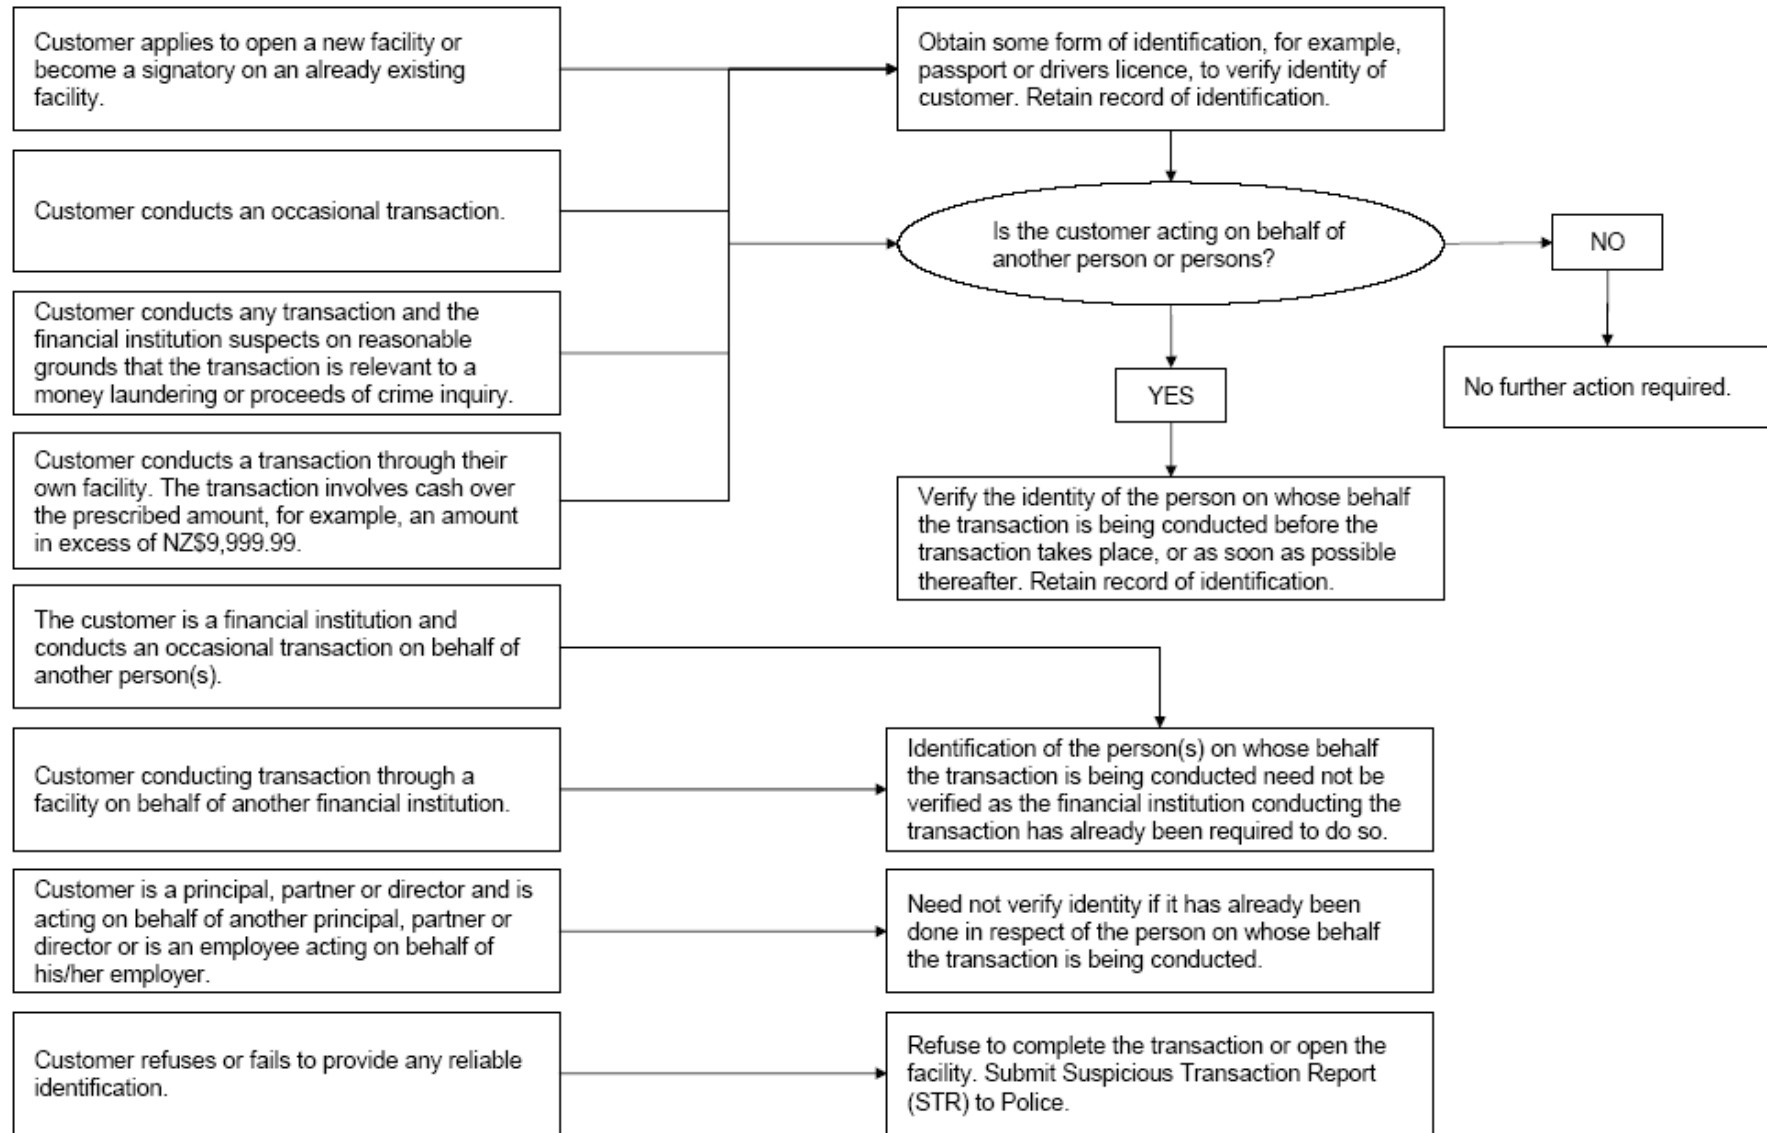 Customer applies to open a new facility or
become a signatory on an already existing
facility.
Obtain some form of identification, for example,
passport or drivers licence, to verify identity of
customer. Retain record of identification.
Customer conducts an occasional transaction.
Is the customer acting on behalf of
another person or persons?
NO
Customer conducts any transaction and the
financial institution suspects on reasonable
grounds that the transaction is relevant to a
money laundering or proceeds of crime inquiry.
YES
No further action required.
Customer conducts a transaction through their
own facility. The transaction involves cash over
the prescribed amount, for example, an amount
in excess of NZ$9,999.99.
Verify the identity of the person on whose behalf
the transaction is being conducted before the
transaction takes place, or as soon as possible
thereafter. Retain record of identification.
The customer is a financial institution and
conducts an occasional transaction on behalf of
another person(s).
Customer conducting transaction through a
facility on behalf of another financial institution.
Identification of the person(s) on whose behalf
the transaction is being conducted need not be
verified as the financial institution conducting the
transaction has already been required to do so.
Customer is a principal, partner or director and is
acting on behalf of another principal, partner or
director or is an employee acting on behalf of
his/her employer.
Need not verify identity if it has already been
done in respect of the person on whose behalf
the transaction is being conducted.
Customer refuses or fails to provide any reliable
identification.
Refuse to complete the transaction or open the
facility. Submit Suspicious Transaction Report
(STR) to Police.